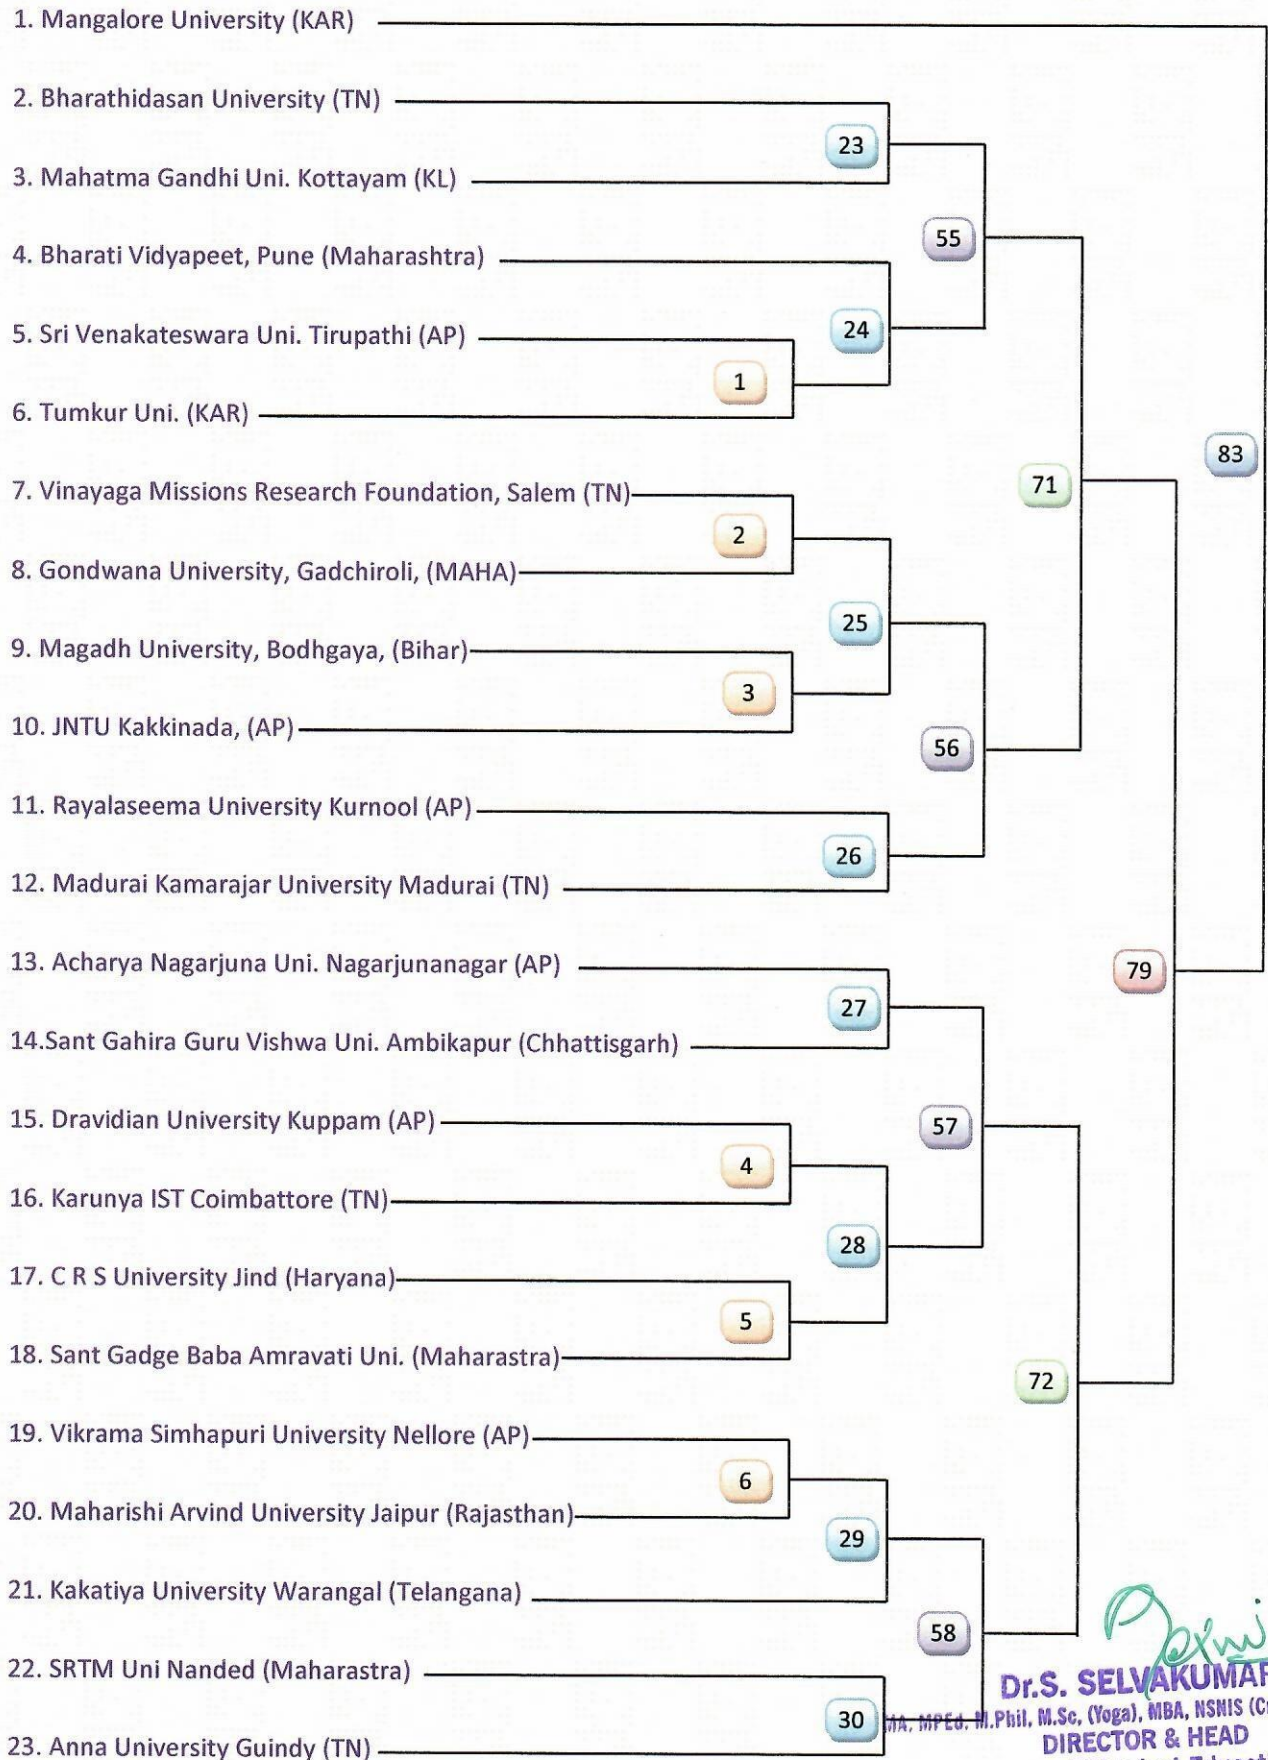 1. Mangalore University (KAR)
2. Bharathidasan University (TN)
23
3. Mahatma Gandhi Uni. Kottayam (KL)
55
4. Bharati Vidyapeet, Pune (Maharashtra)
24
5. Sri Venakateswara Uni. Tirupathi (AP)
1
6. Tumkur Uni. (KAR)
83
71
7. Vinayaga Missions Research Foundation, Salem (TN)
2
8. Gondwana University, Gadchiroli, (MAHA)
25
9. Magadh University, Bodhgaya, (Bihar)
3
10. JNTU Kakkinada, (AP)
56
11. Rayalaseema University Kurnool (AP)
26
12. Madurai Kamarajar University Madurai (TN)
13. Acharya Nagarjuna Uni. Nagarjunanagar (AP)
79
27
14.Sant Gahira Guru Vishwa Uni. Ambikapur (Chhattisgarh)
15. Dravidian University Kuppam (AP)
57
4
16. Karunya IST Coimbattore (TN)
28
17. C R S University Jind (Haryana)
5
18. Sant Gadge Baba Amravati Uni. (Maharastra)
72
19. Vikrama Simhapuri University Nellore (AP)
6
20. Maharishi Arvind University Jaipur (Rajasthan)
29
21. Kakatiya University Warangal (Telangana)
58
22. SRTM Uni Nanded (Maharastra)
Dr.S. SELVAKUMAR
30
MA, MPEd, M.Phil, M.Sc, (Yoga), MBA, NSNIS
DIRECTOR & HEAD
23. Anna University Guindy (TN)